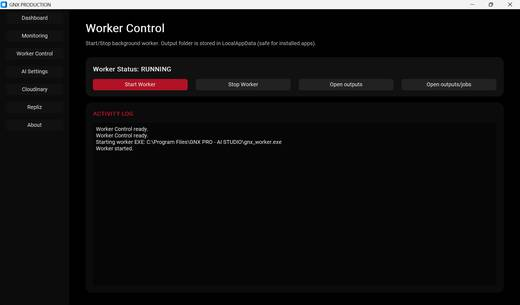 GNX PRODUCTION
Dashboard
Monitoring
Worker Control
AI Settings
Cloudinary
Repliz
About
Worker Control
Start/Stop background worker. Output folder is stored in LocalAppData (safe for installed apps).
Worker Status: RUNNING
Start Worker
Stop Worker
Open outputs
Open outputs/jobs
ACTIVITY LOG
Worker Control ready.
Worker Control ready.
Starting worker EXE: C:\Program Files\GNX PRO - AI STUDIO\gnx_worker.exe
Worker started.